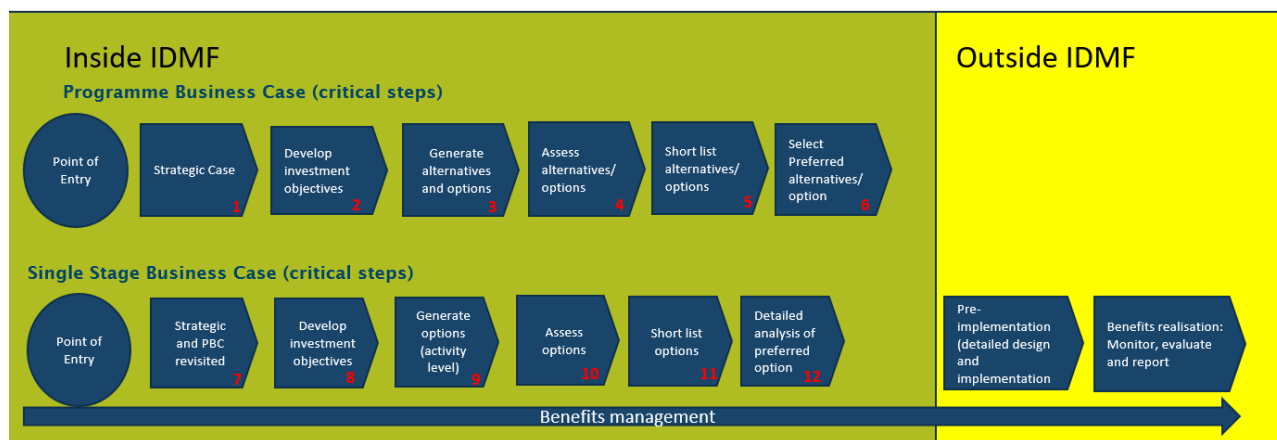 Inside IDMF
Outside IDMF
Programme Business Case (critical steps)
Point of
Entry
Strategic Case
1
Develop
investment
objectives
2
Generate
alternatives
and options
3
Assess
alternatives/
options
4
Short list
alternatives/
options
5
Select
Preferred
alternatives/
option
6
Single Stage Business Case (critical steps)
Point of
Entry
Strategic
and PBC
revisited
7
Develop
investment
objectives
8
Generate
options
(activity
level)
9
Assess
options
10
Short list
options
11
Detailed
analysis of
preferred
option
12
Pre-
implementation
(detailed design
and
implementation
Benefits realisation:
Monitor, evaluate
and report
Benefits management